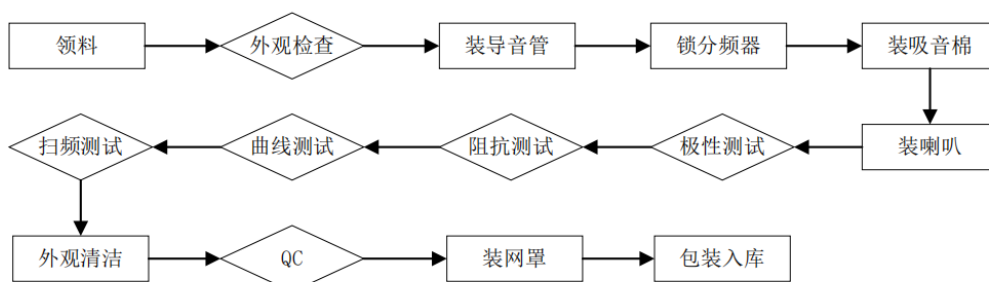 领料
外观检查
装导音管
锁分频器
装吸音棉
装喇叭
极性测试
阻抗测试
曲线测试
扫频测试
外观清洁
QC
装网罩
包装入库